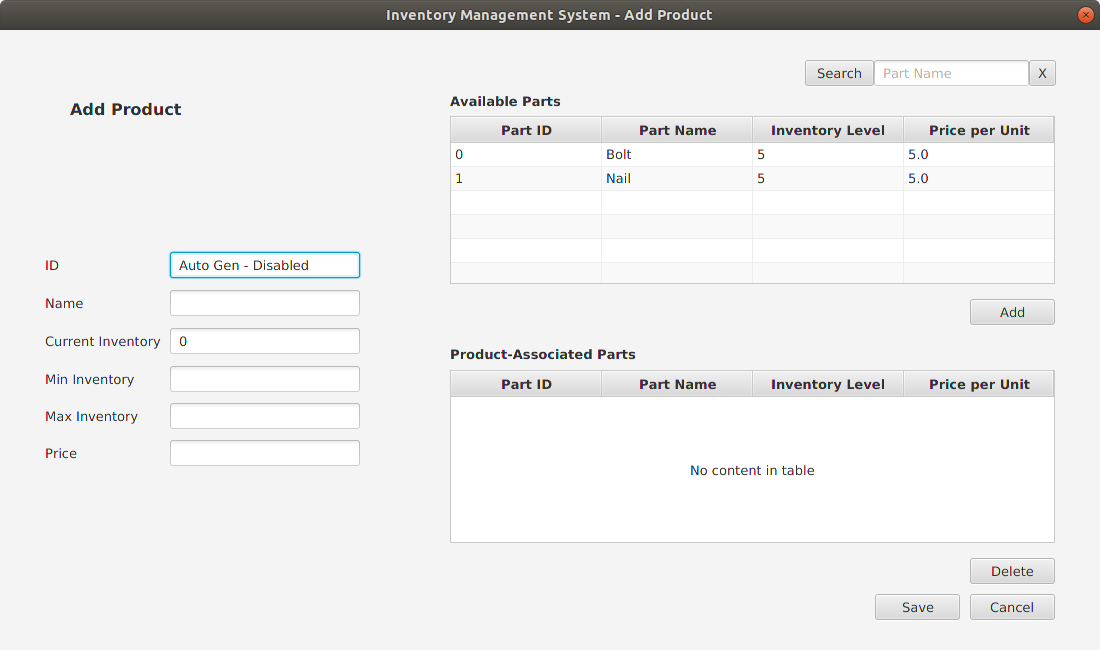 Inventory Management System - Add Product
Search Part Name X
Add Product
Available Parts
Part ID Part Name Inventory Level Price per Unit
0 Bolt 5 5.0
1 Nail 5 5.0
Add
ID Auto Gen - Disabled
Name
Current Inventory 0
Min Inventory
Max Inventory
Price
Product-Associated Parts
Part ID Part Name Inventory Level Price per Unit
No content in table
Delete
Save Cancel